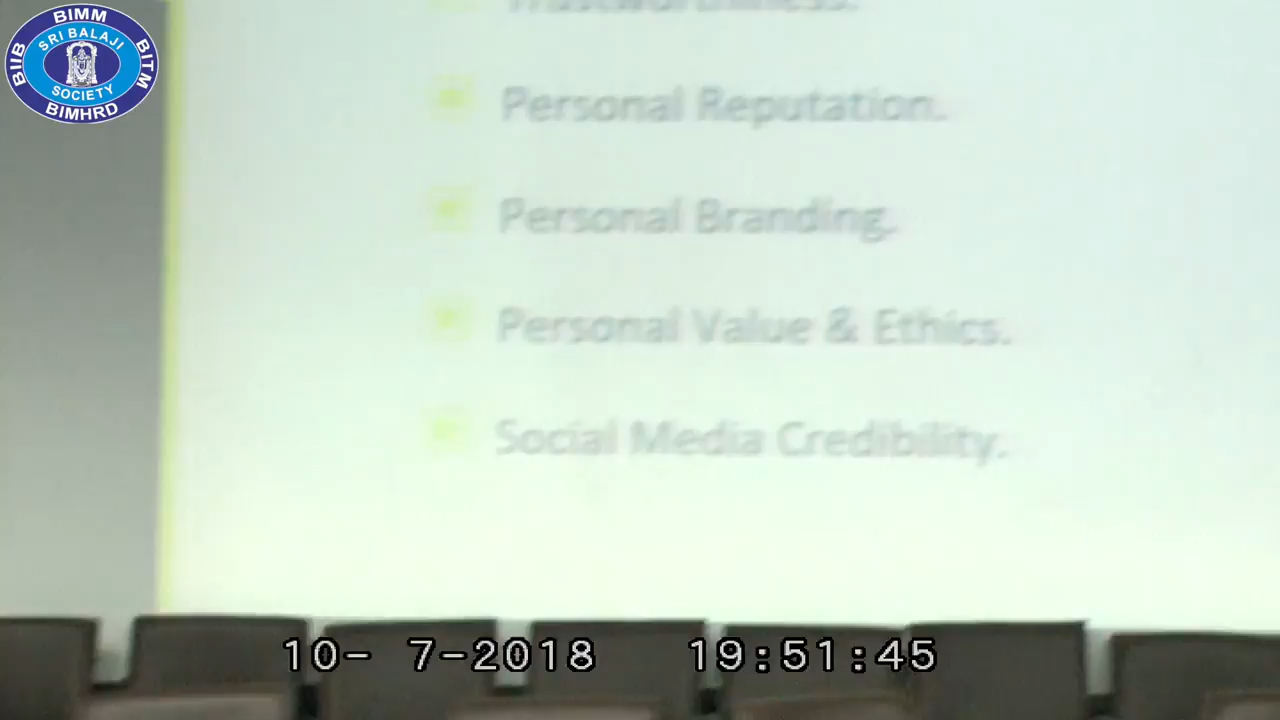 BIMM
SRI BALAJI
BIIB
BITM
SOCIETY
BIMHRD
Trustworthiness.
Personal Reputation.
Personal Branding.
Personal Value & Ethics.
Social Media Credibility.
10- 7-2018 19:51:45